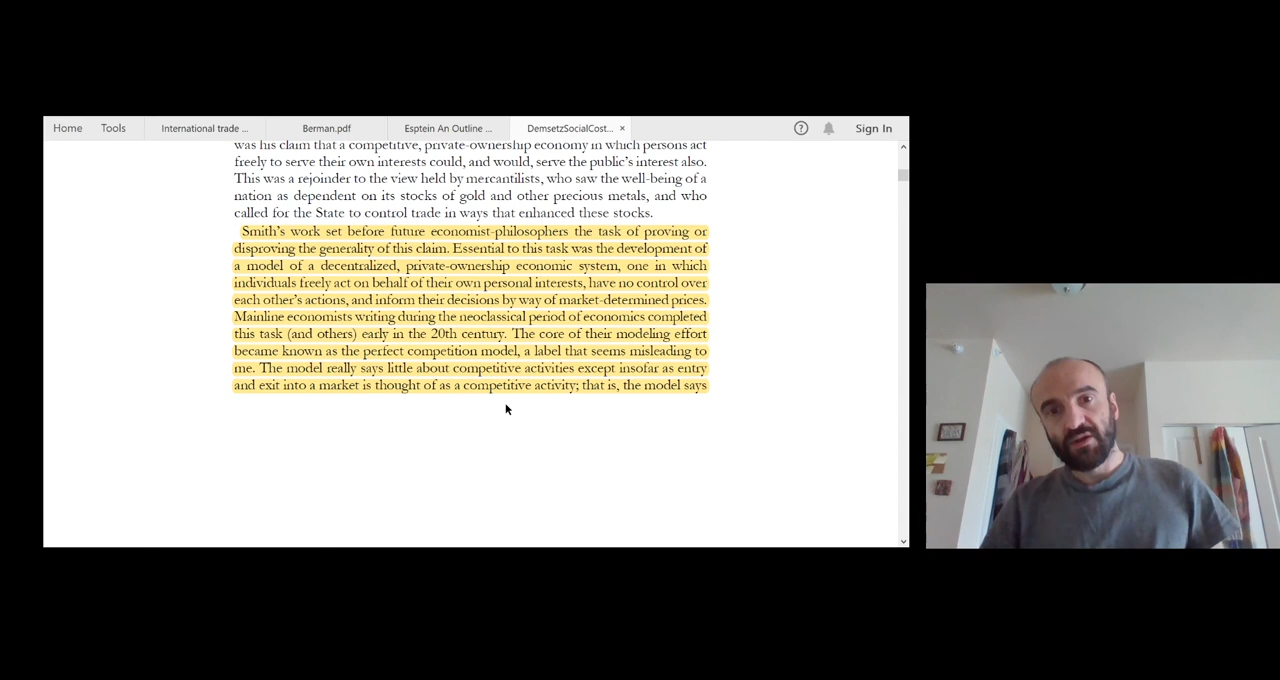 Home Tools International trade ... Berman.pdf Esptein An Outline ... DemsetzSocialCost... × Sign In
was his claim that a competitive, private-ownership economy in which persons act
freely to serve their own interests could, and would, serve the public's interest also.
This was a rejoinder to the view held by mercantilists, who saw the well-being of a
nation as dependent on its stocks of gold and other precious metals, and who
called for the State to control trade in ways that enhanced these stocks.
Smith's work set before future economist-philosophers the task of proving or
disproving the generality of this claim. Essential to this task was the development of
a model of a decentralized, private-ownership economic system, one in which
individuals freely act on behalf of their own personal interests, have no control over
each other's actions, and inform their decisions by way of market-determined prices.
Mainline economists writing during the neoclassical period of economics completed
this task (and others) early in the 20th century. The core of their modeling effort
became known as the perfect competition model, a label that seems misleading to
me. The model really says little about competitive activities except insofar as entry
and exit into a market is thought of as a competitive activity; that is, the model says